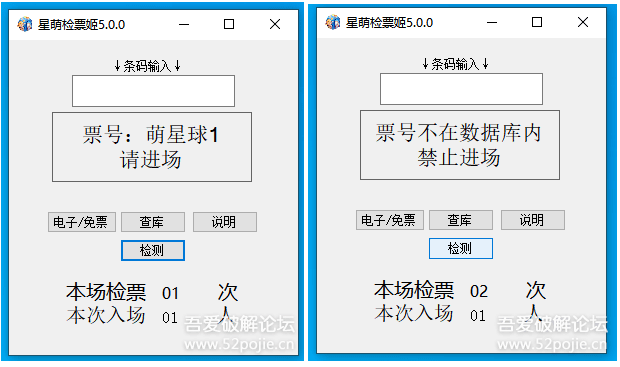 星萌检票姬5.0.0
↓条码输入↓
票号：萌星球1
请进场
电子/免票 查库 说明
检测
本场检票 01 次
本次入场 01 人
吾爱破解论坛
www.52pojie.cn
星萌检票姬5.0.0
↓条码输入↓
票号不在数据库内
禁止进场
电子/免票 查库 说明
检测
本场检票 02 次
本次入场 01 人
吾爱破解论坛
www.52pojie.cn